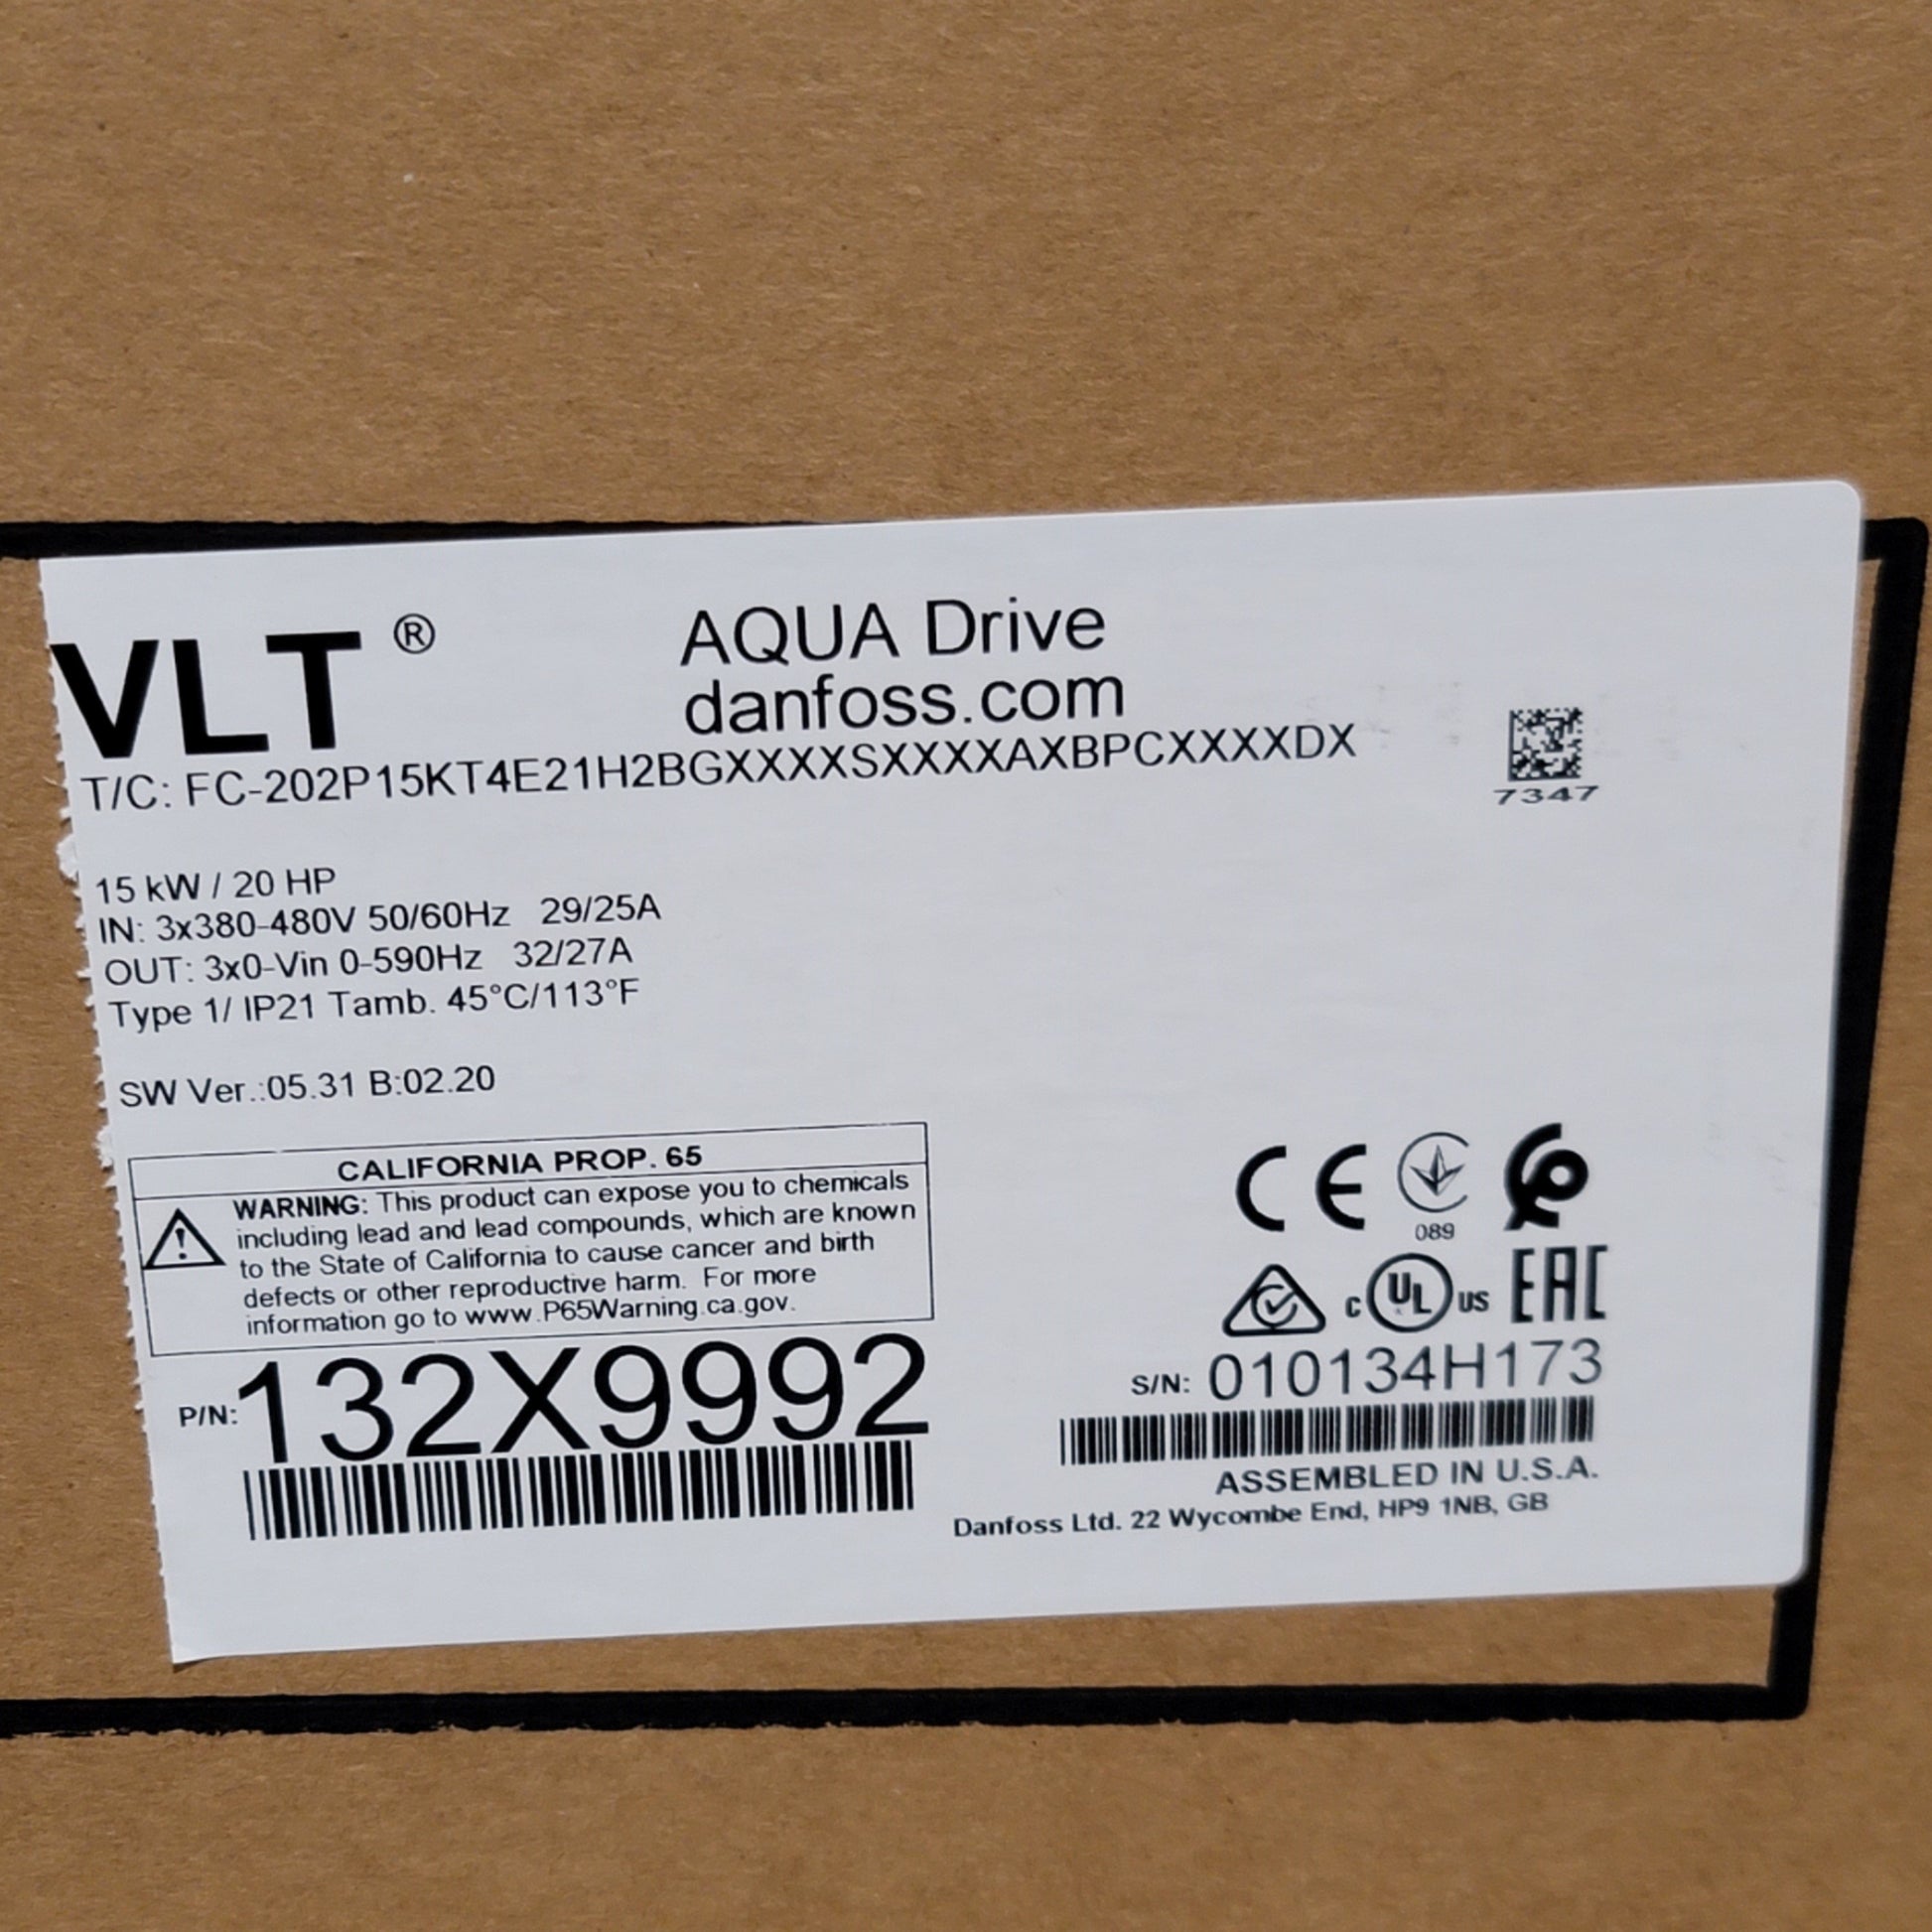 VLT ®
AQUA Drive
danfoss.com
T/C: FC-202P15KT4E21H2BGXXXXSXXXXAXBPCXXXXDX
7347
15 kW / 20 HP
IN: 3x380-480V 50/60Hz 29/25A
OUT: 3x0-Vin 0-590Hz 32/27A
Type 1/ IP21 Tamb. 45°C/113°F
SW Ver.:05.31 B:02.20
CALIFORNIA PROP. 65
WARNING: This product can expose you to chemicals
including lead and lead compounds, which are known
to the State of California to cause cancer and birth
defects or other reproductive harm. For more
information go to www.P65Warning.ca.gov.
CE
089
c UL us EAC
P/N: 132X9992
S/N: 010134H173
ASSEMBLED IN U.S.A.
Danfoss Ltd. 22 Wycombe End, HP9 1NB, GB